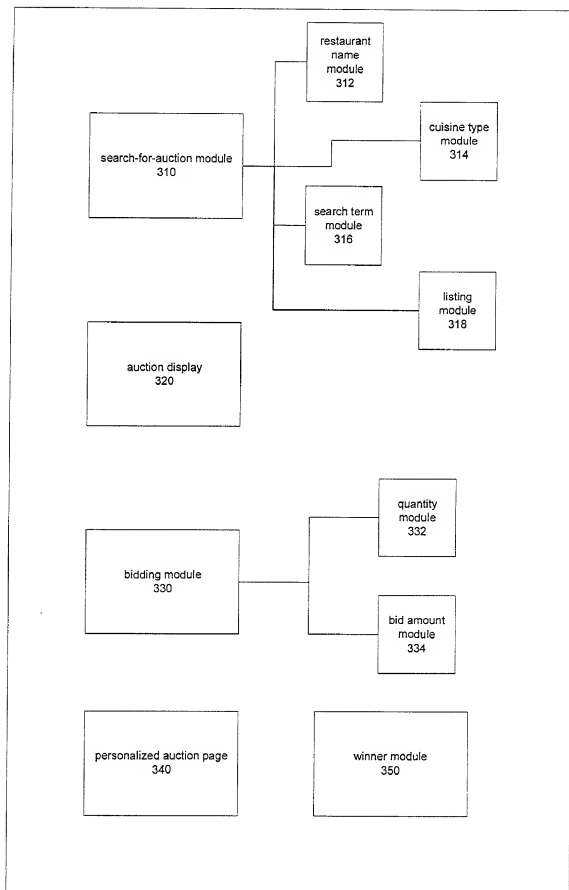 restaurant
name
module
312
cuisine type
module
314
search-for-auction module
310
search term
module
316
listing
module
318
auction display
320
quantity
module
332
bidding module
330
bid amount
module
334
personalized auction page
340
winner module
350